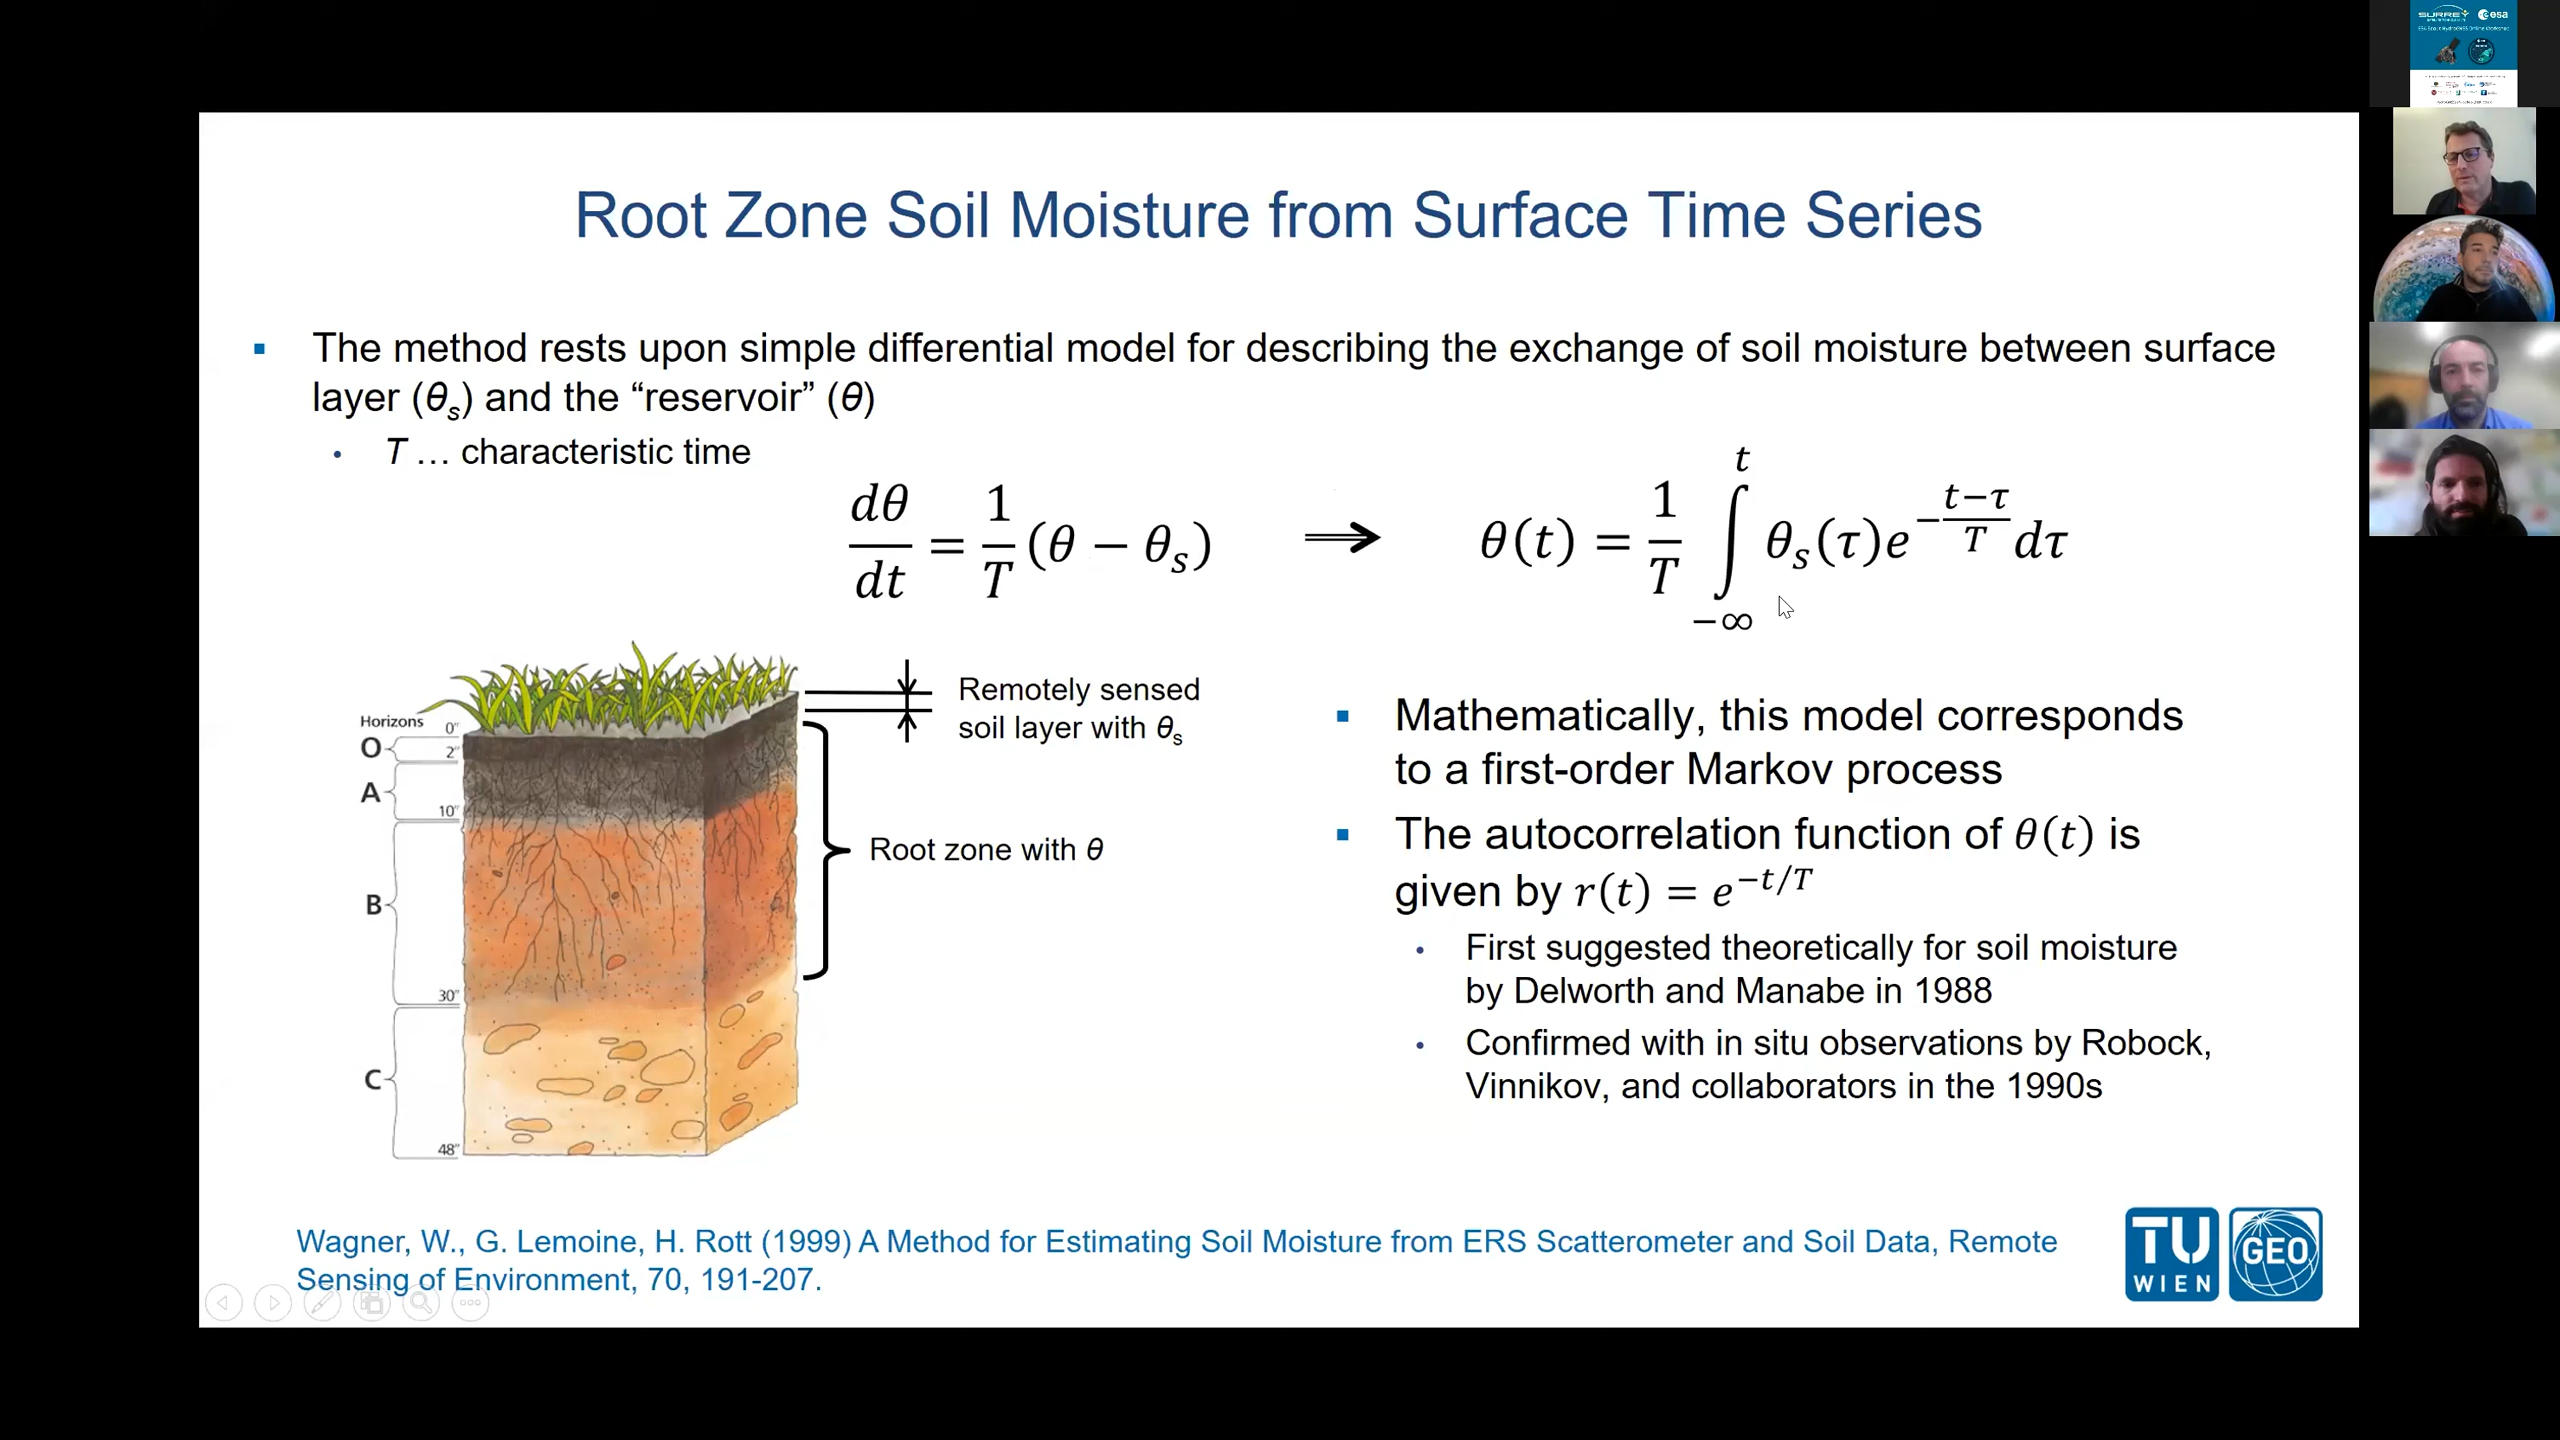 SURREY esa
Root Zone Soil Moisture from Surface Time Series
▪ The method rests upon simple differential model for describing the exchange of soil moisture between surface
layer (θs) and the “reservoir” (θ)
• T … characteristic time
dθ/dt = 1/T (θ − θs) ⟹ θ(t) = 1/T ∫_{−∞}^{t} θs(τ)e^{−(t−τ)/T} dτ
Remotely sensed
soil layer with θs
Root zone with θ
Horizons
0"
O
2"
A
10"
B
30"
C
48"
▪ Mathematically, this model corresponds
to a first-order Markov process
▪ The autocorrelation function of θ(t) is
given by r(t) = e^{−t/T}
• First suggested theoretically for soil moisture
by Delworth and Manabe in 1988
• Confirmed with in situ observations by Robock,
Vinnikov, and collaborators in the 1990s
Wagner, W., G. Lemoine, H. Rott (1999) A Method for Estimating Soil Moisture from ERS Scatterometer and Soil Data, Remote
Sensing of Environment, 70, 191-207.
TU
WIEN
GEO